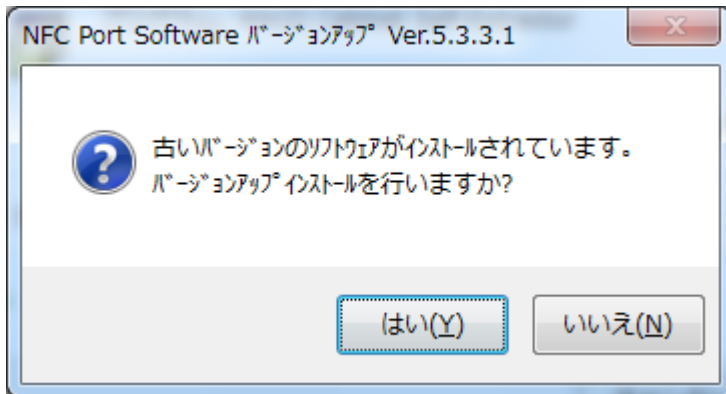 NFC Port Software ﾊﾞｰｼﾞｮﾝｱｯﾌﾟ Ver.5.3.3.1
古いﾊﾞｰｼﾞｮﾝのｿﾌﾄｳｪｱがｲﾝｽﾄｰﾙされています。
ﾊﾞｰｼﾞｮﾝｱｯﾌﾟｲﾝｽﾄｰﾙを行いますか?
はい(Y)
いいえ(N)